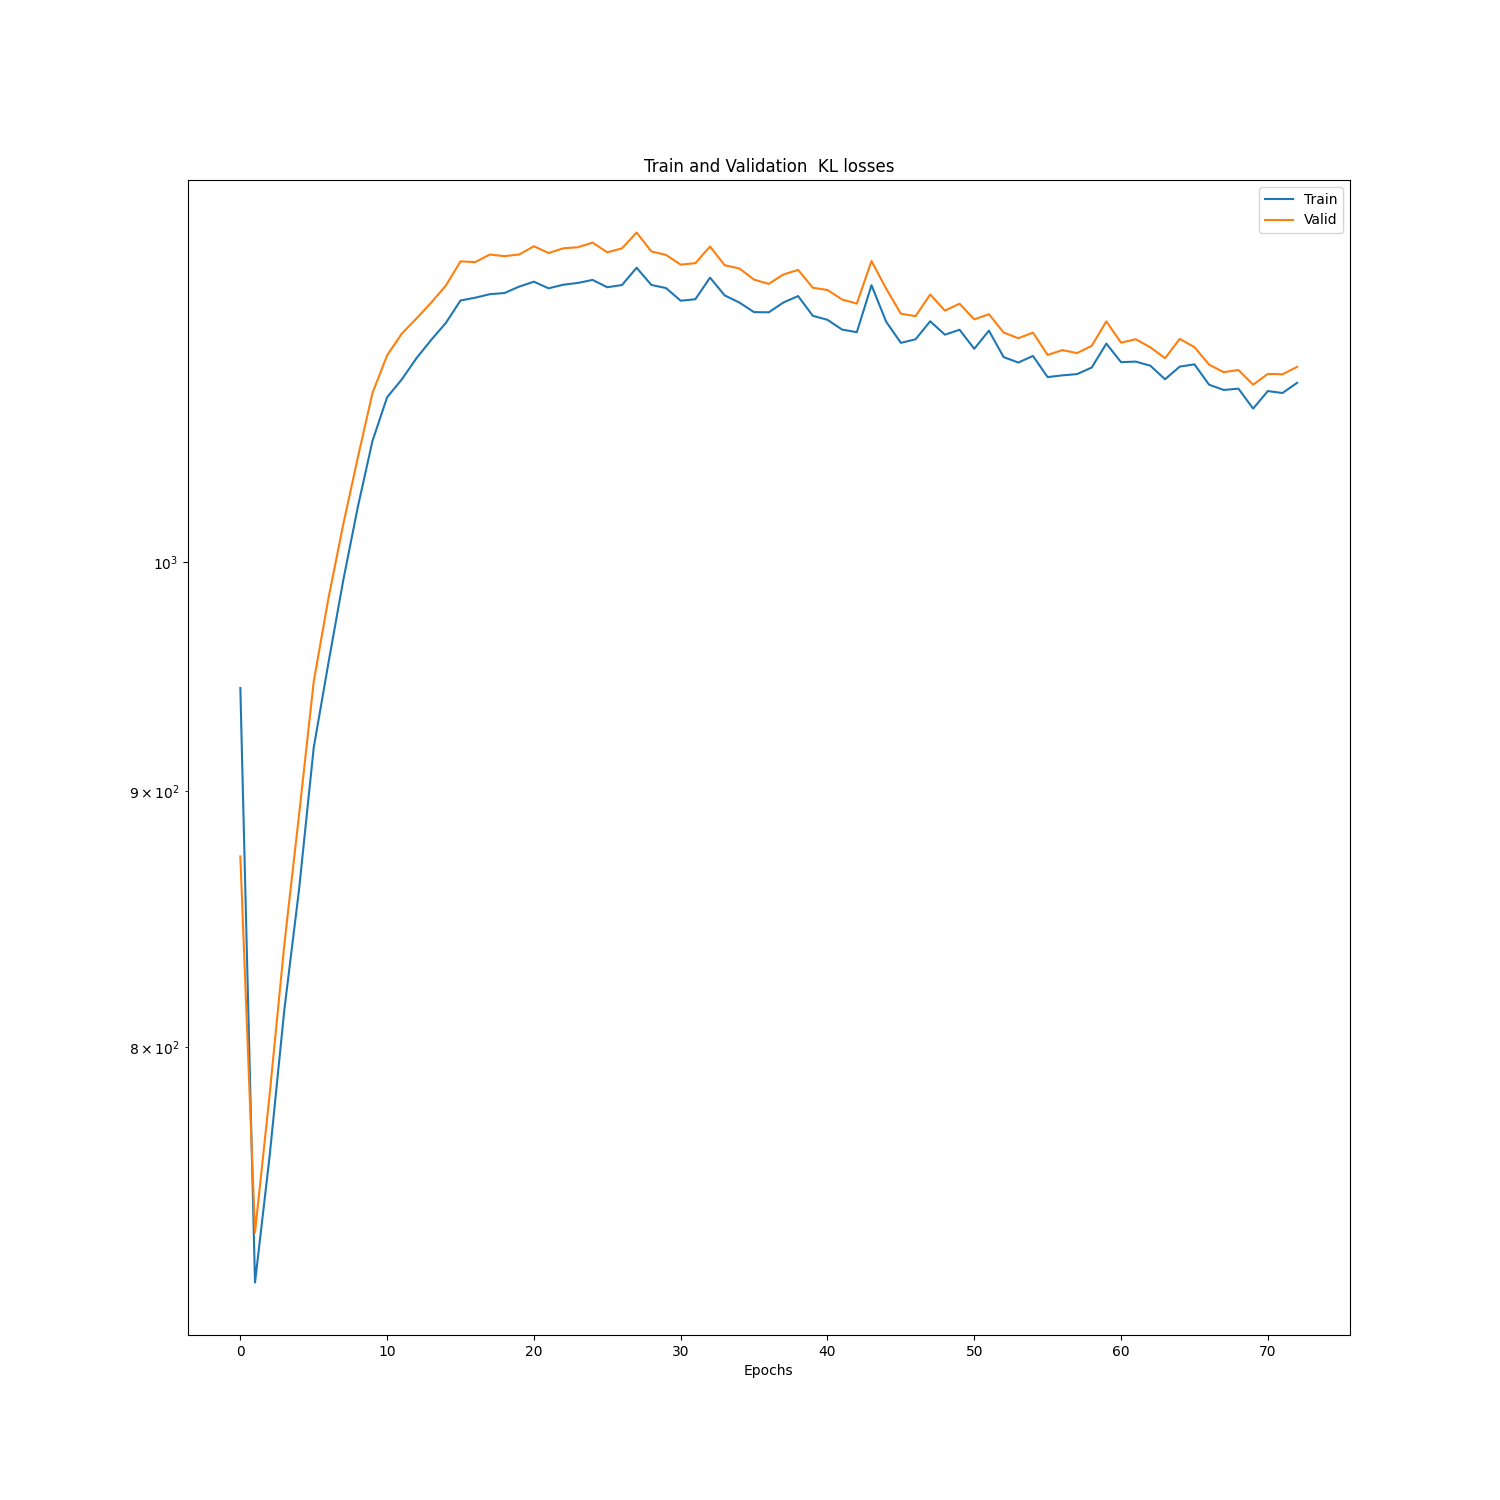 Train and Validation  KL losses
Train
Valid
10³
9 × 10²
8 × 10²
0 10 20 30 40 50 60 70
Epochs